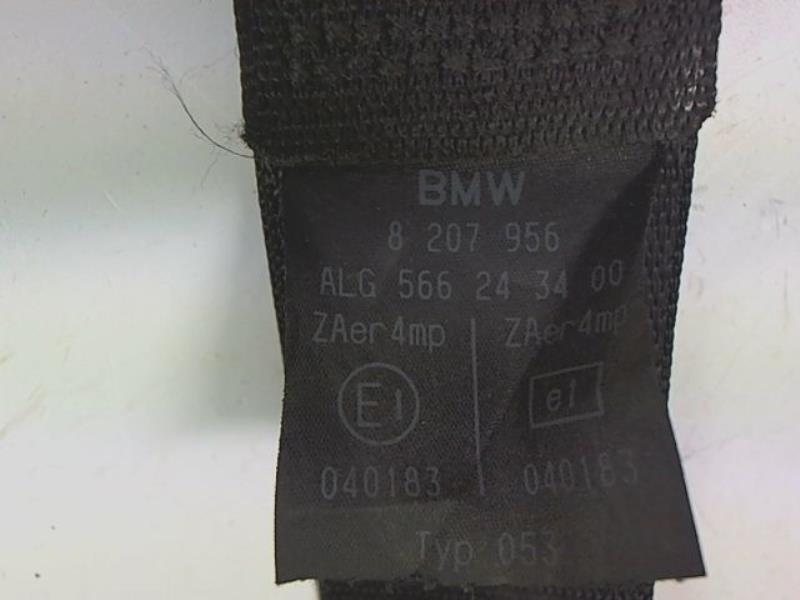 BMW
8 207 956
ALG 566 24 34 00
ZAer4mp ZAer4mp
E1 e1
040183 040183
Typ 053